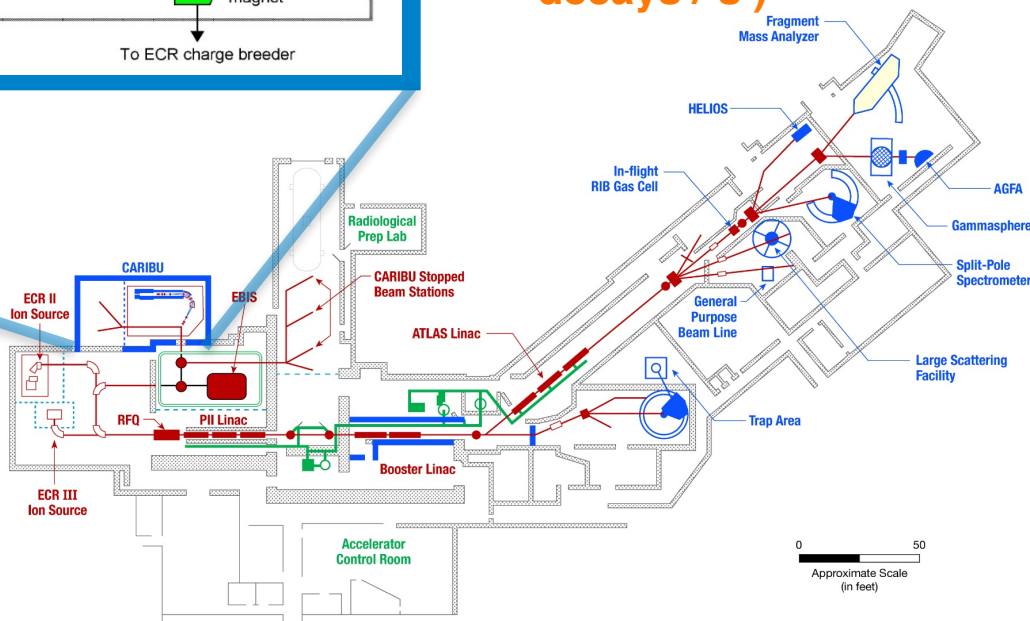 magnet
To ECR charge breeder
decays / s )
Fragment
Mass Analyzer
HELIOS
In-flight
RIB Gas Cell
AGFA
Gammasphere
Split-Pole
Spectrometer
General
Purpose
Beam Line
Large Scattering
Facility
Trap Area
Radiological
Prep Lab
CARIBU
CARIBU Stopped
Beam Stations
ECR II
Ion Source
EBIS
ATLAS Linac
RFQ
PII Linac
Booster Linac
ECR III
Ion Source
Accelerator
Control Room
0 50
Approximate Scale
(in feet)